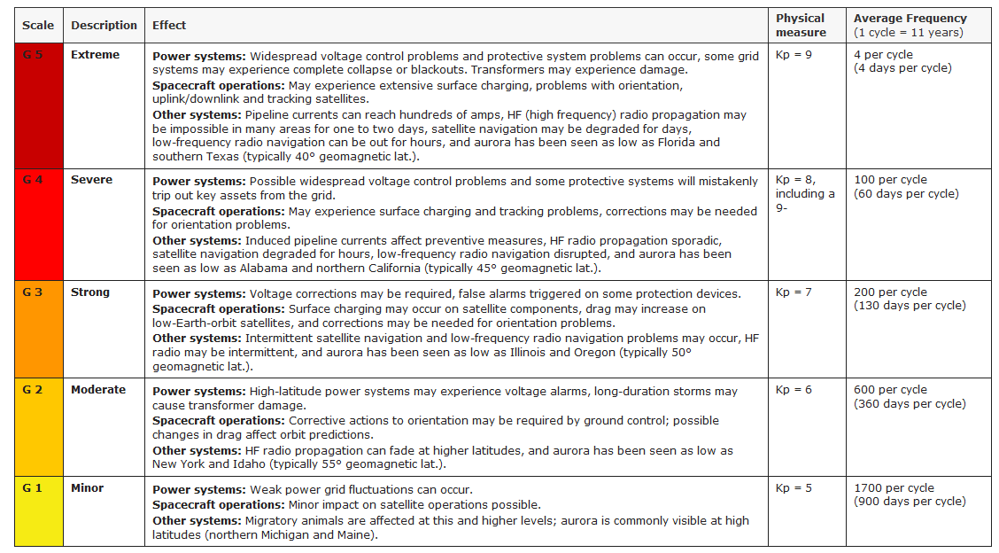 Scale Description Effect Physical measure Average Frequency (1 cycle = 11 years)
G 5 Extreme
Power systems: Widespread voltage control problems and protective system problems can occur, some grid
systems may experience complete collapse or blackouts. Transformers may experience damage.
Spacecraft operations: May experience extensive surface charging, problems with orientation,
uplink/downlink and tracking satellites.
Other systems: Pipeline currents can reach hundreds of amps, HF (high frequency) radio propagation may
be impossible in many areas for one to two days, satellite navigation may be degraded for days,
low-frequency radio navigation can be out for hours, and aurora has been seen as low as Florida and
southern Texas (typically 40° geomagnetic lat.).
Kp = 9
4 per cycle
(4 days per cycle)
G 4 Severe
Power systems: Possible widespread voltage control problems and some protective systems will mistakenly
trip out key assets from the grid.
Spacecraft operations: May experience surface charging and tracking problems, corrections may be needed
for orientation problems.
Other systems: Induced pipeline currents affect preventive measures, HF radio propagation sporadic,
satellite navigation degraded for hours, low-frequency radio navigation disrupted, and aurora has been
seen as low as Alabama and northern California (typically 45° geomagnetic lat.).
Kp = 8,
including a
9-
100 per cycle
(60 days per cycle)
G 3 Strong
Power systems: Voltage corrections may be required, false alarms triggered on some protection devices.
Spacecraft operations: Surface charging may occur on satellite components, drag may increase on
low-Earth-orbit satellites, and corrections may be needed for orientation problems.
Other systems: Intermittent satellite navigation and low-frequency radio navigation problems may occur, HF
radio may be intermittent, and aurora has been seen as low as Illinois and Oregon (typically 50°
geomagnetic lat.).
Kp = 7
200 per cycle
(130 days per cycle)
G 2 Moderate
Power systems: High-latitude power systems may experience voltage alarms, long-duration storms may
cause transformer damage.
Spacecraft operations: Corrective actions to orientation may be required by ground control; possible
changes in drag affect orbit predictions.
Other systems: HF radio propagation can fade at higher latitudes, and aurora has been seen as low as
New York and Idaho (typically 55° geomagnetic lat.).
Kp = 6
600 per cycle
(360 days per cycle)
G 1 Minor
Power systems: Weak power grid fluctuations can occur.
Spacecraft operations: Minor impact on satellite operations possible.
Other systems: Migratory animals are affected at this and higher levels; aurora is commonly visible at high
latitudes (northern Michigan and Maine).
Kp = 5
1700 per cycle
(900 days per cycle)